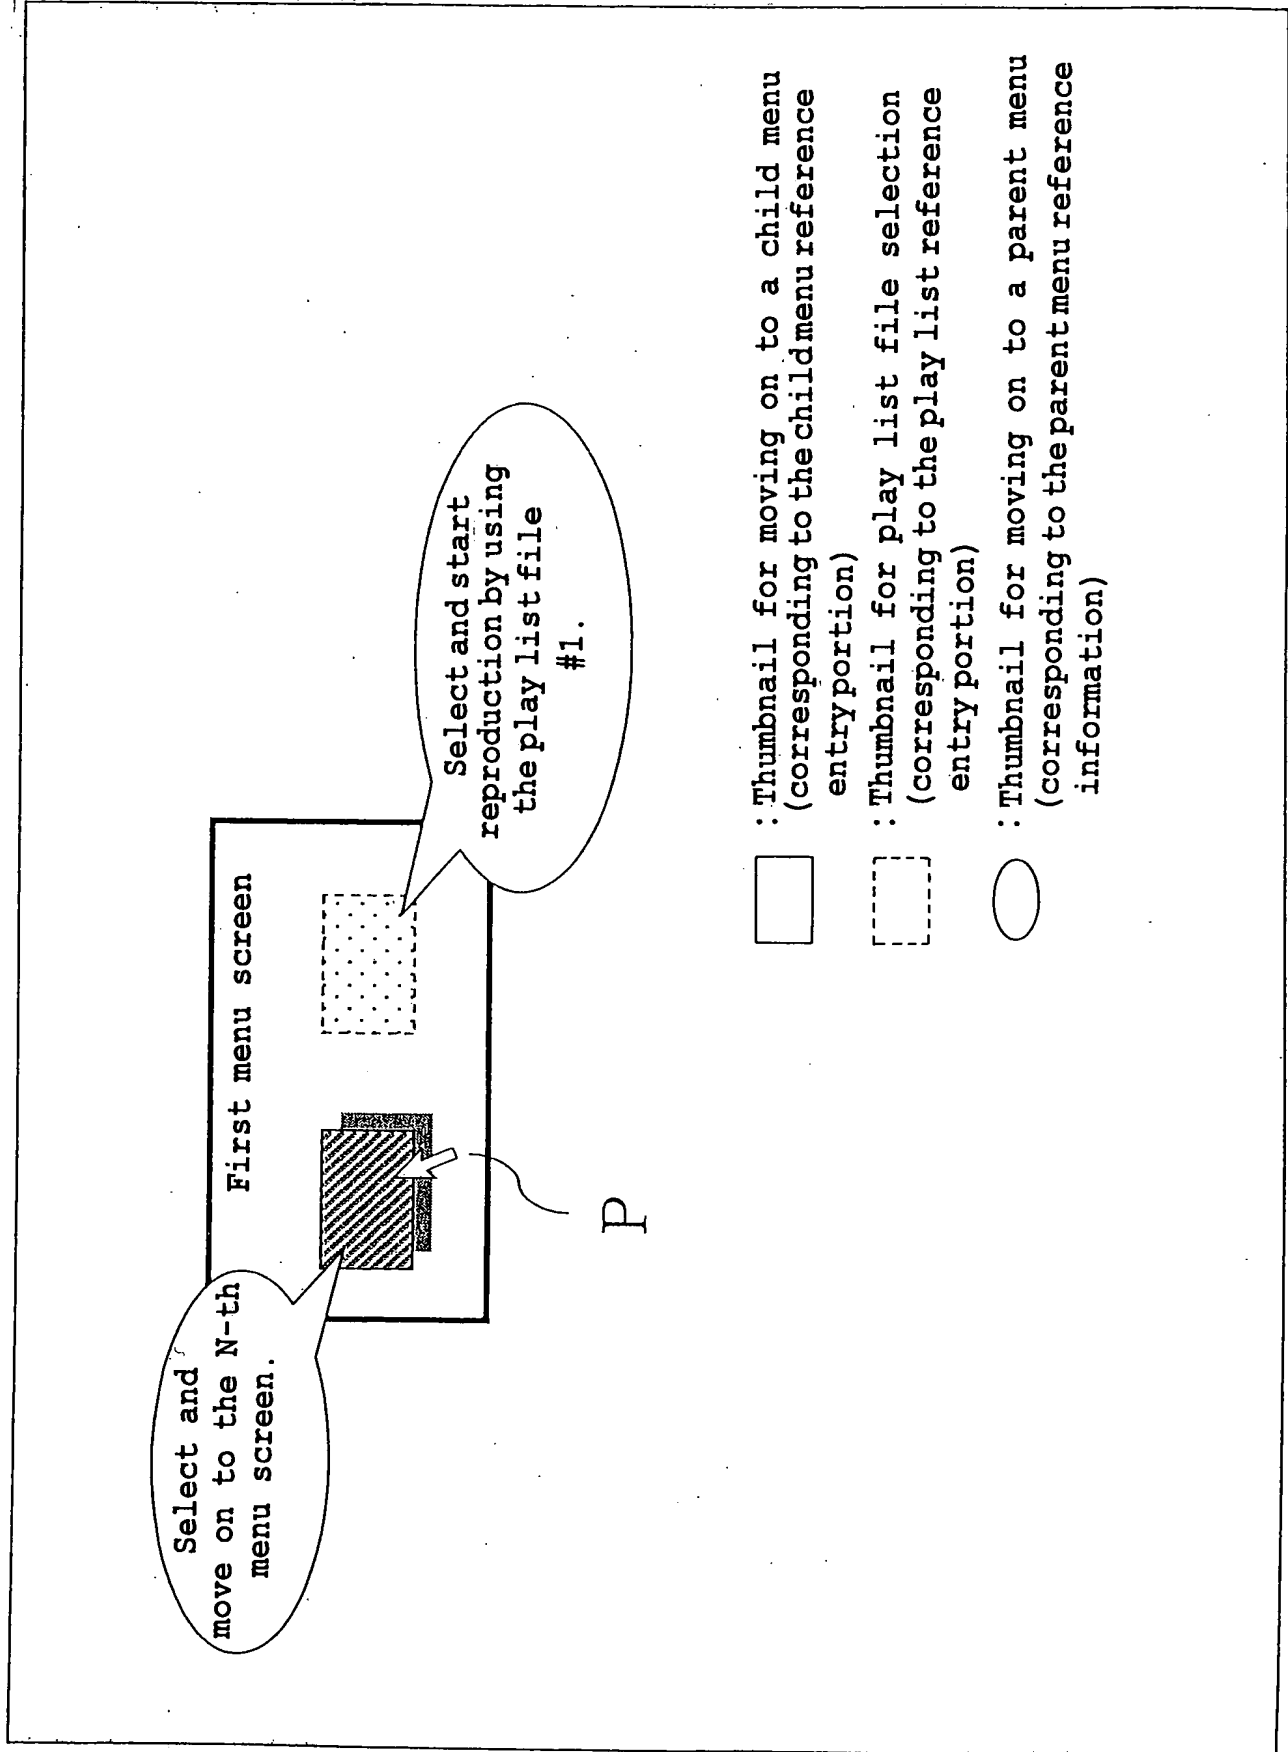 Select and
move on to the N-th
menu screen.
First menu screen
Select and start
reproduction by using
the play list file
#1.
P
:Thumbnail for moving on to a child menu
(corresponding to the child menu reference
entry portion)
:Thumbnail for play list file selection
(corresponding to the play list reference
entry portion)
:Thumbnail for moving on to a parent menu
(corresponding to the parent menu reference
information)